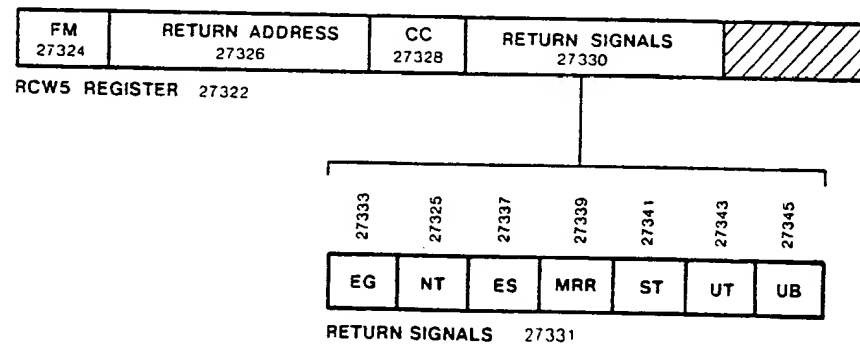 FM RETURN ADDRESS CC RETURN SIGNALS
27324 27326 27328 27330
RCW5 REGISTER 27322
27333 27325 27337 27339 27341 27343 27345
EG NT ES MRR ST UT UB
RETURN SIGNALS 27331